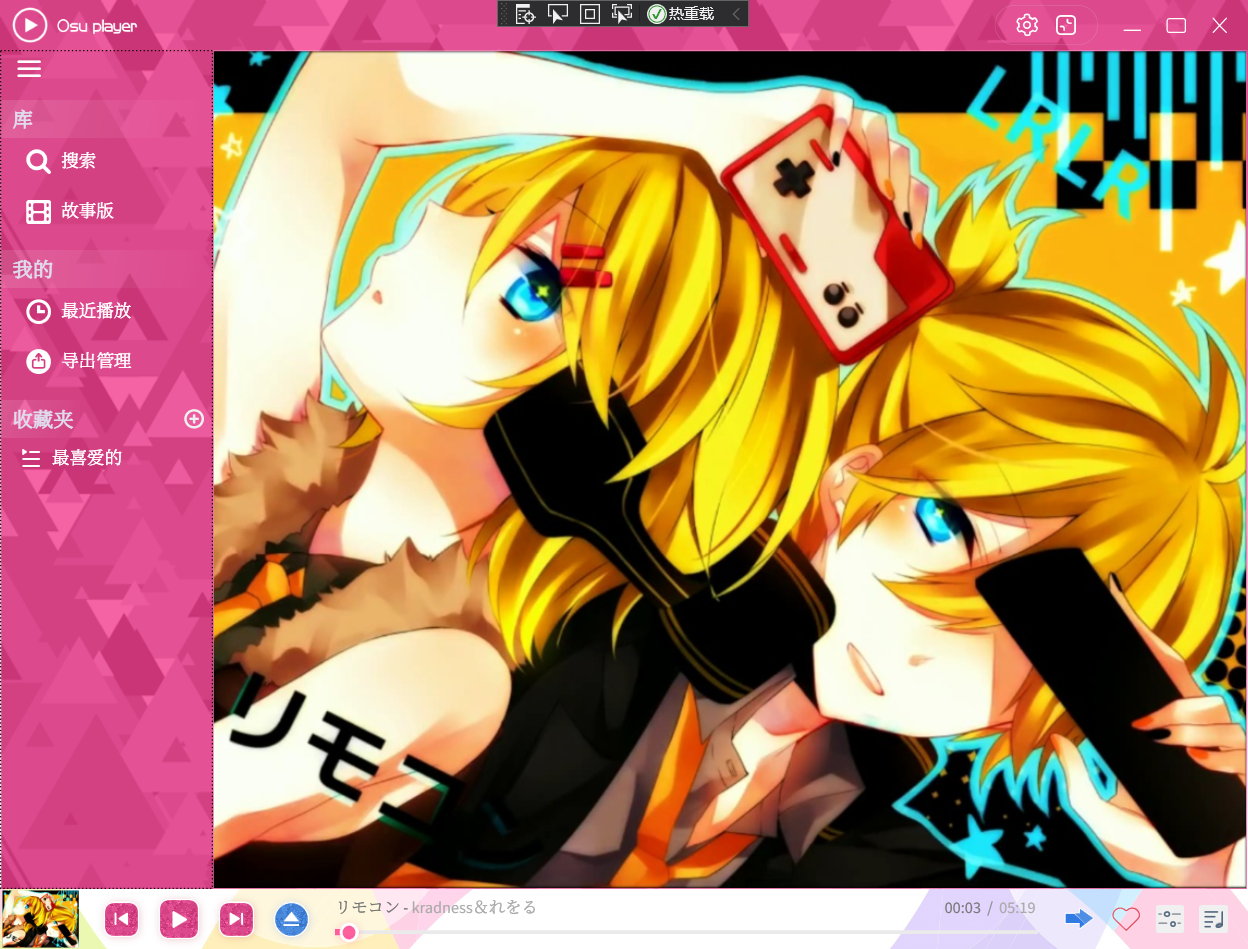 Osu player
热重载
库
搜索
故事版
我的
最近播放
导出管理
收藏夹
最喜爱的
LRLR
リモコン
リモコン - kradness＆れをる
00:03 / 05:19